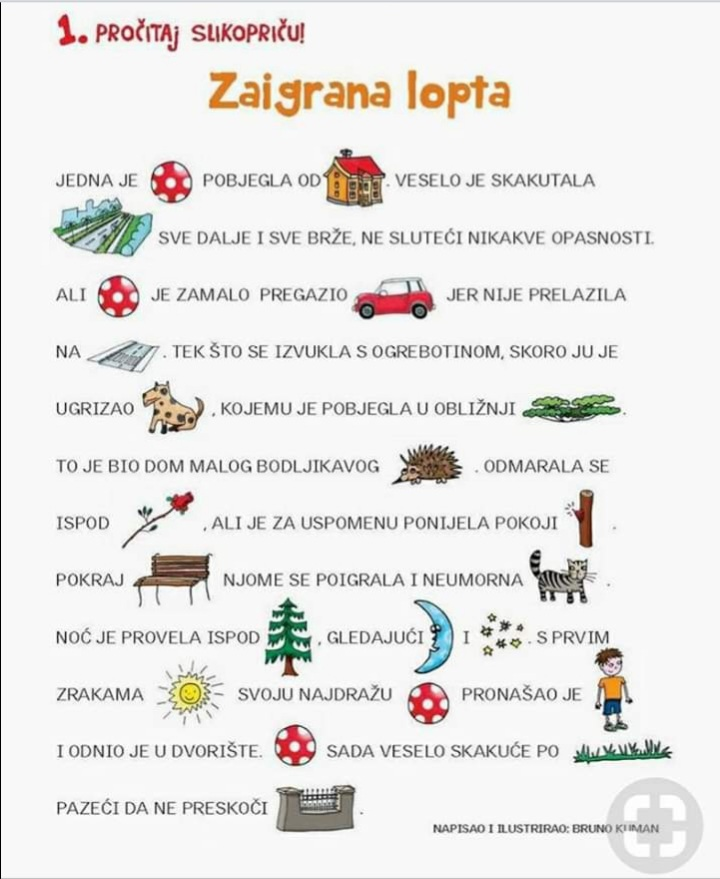 1. PROČITAJ SLIKOPRIČU!
Zaigrana lopta
JEDNA JE POBJEGLA OD . VESELO JE SKAKUTALA
SVE DALJE I SVE BRŽE, NE SLUTEĆI NIKAKVE OPASNOSTI.
ALI JE ZAMALO PREGAZIO JER NIJE PRELAZILA
NA . TEK ŠTO SE IZVUKLA S OGREBOTINOM, SKORO JU JE
UGRIZAO , KOJEMU JE POBJEGLA U OBLIŽNJI .
TO JE BIO DOM MALOG BODLJIKAVOG . ODMARALA SE
ISPOD , ALI JE ZA USPOMENU PONIJELA POKOJI .
POKRAJ NJOME SE POIGRALA I NEUMORNA .
NOĆ JE PROVELA ISPOD , GLEDAJUĆI I . S PRVIM
ZRAKAMA SVOJU NAJDRAŽU PRONAŠAO JE
I ODNIO JE U DVORIŠTE. SADA VESELO SKAKUĆE PO
PAZEĆI DA NE PRESKOČI .
NAPISAO I ILUSTRIRAO: BRUNO KUMAN